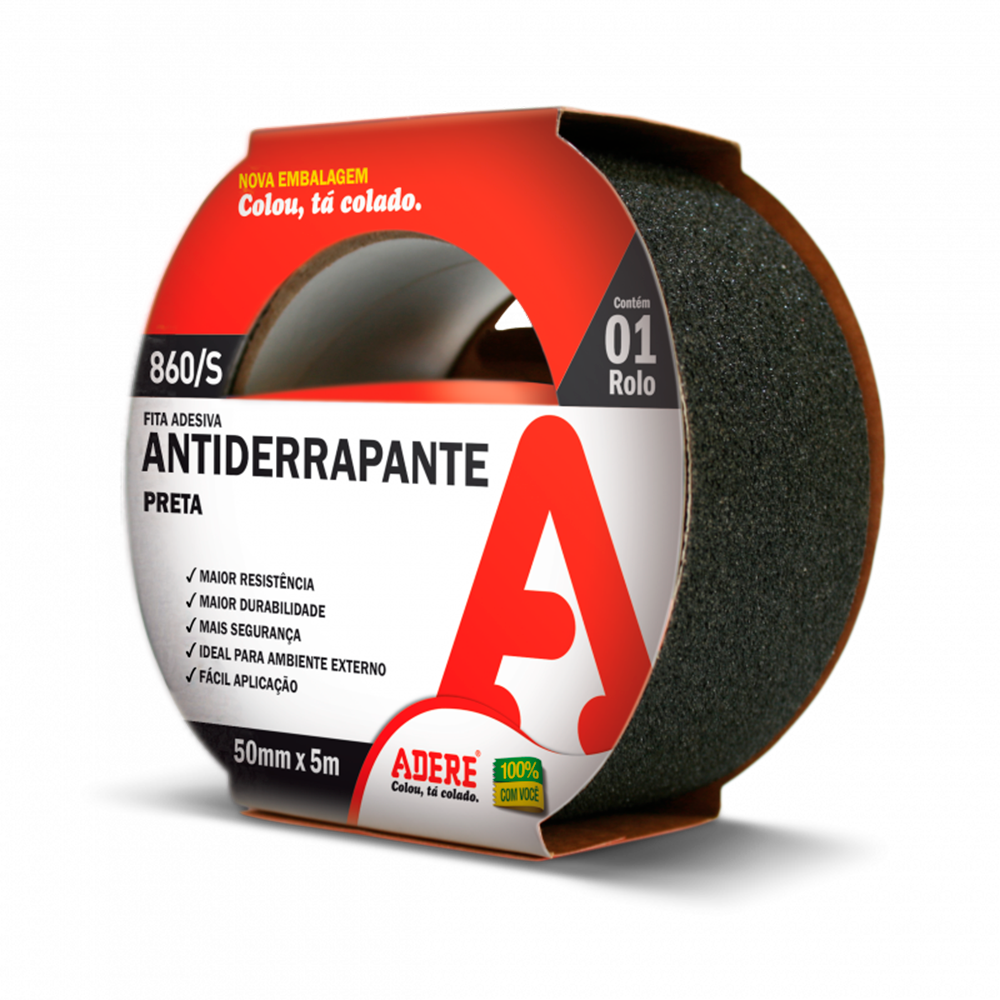 NOVA EMBALAGEM
Colou, tá colado.
Contém
01
Rolo
860/S
FITA ADESIVA
ANTIDERRAPANTE
PRETA
✓ MAIOR RESISTÊNCIA
✓ MAIOR DURABILIDADE
✓ MAIS SEGURANÇA
✓ IDEAL PARA AMBIENTE EXTERNO
✓ FÁCIL APLICAÇÃO
50mm x 5m
ADERE®
Colou, tá colado.
100%
COM VOCÊ